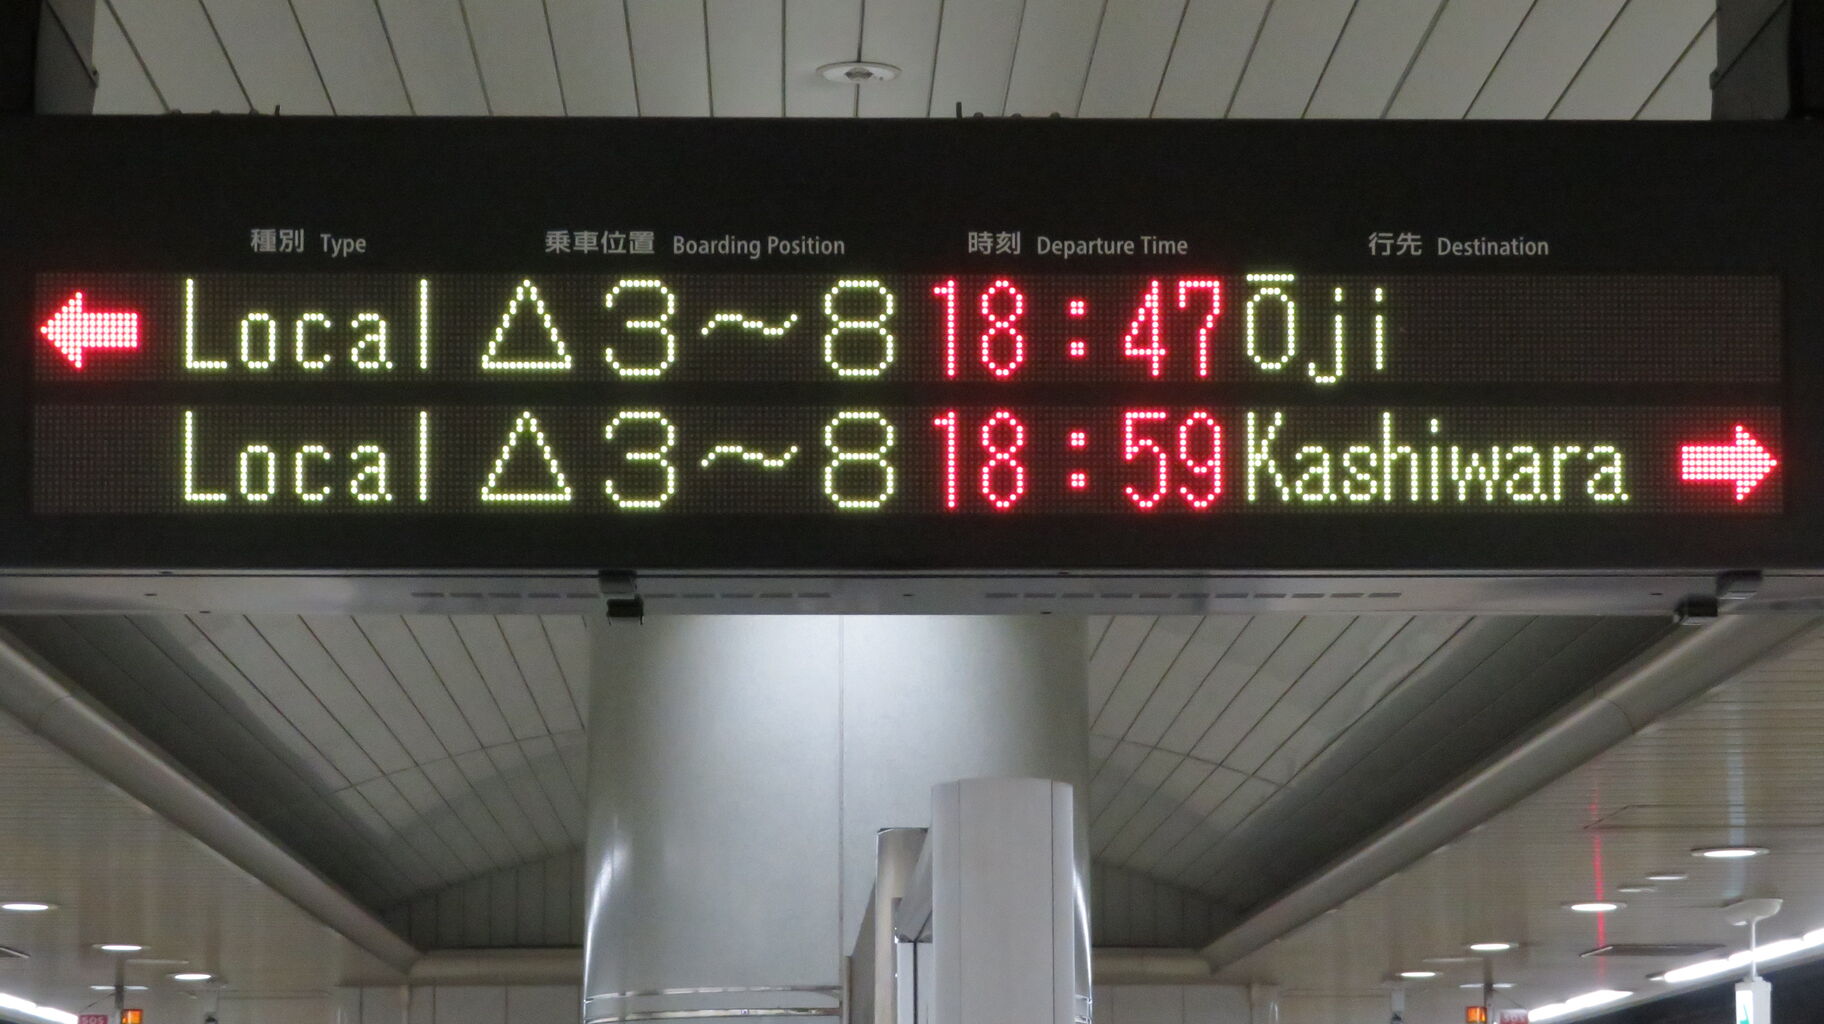 種別 Type 乗車位置 Boarding Position 時刻 Departure Time 行先 Destination
Local △3～8 18:47 Ōji
Local △3～8 18:59 Kashiwara
SOS